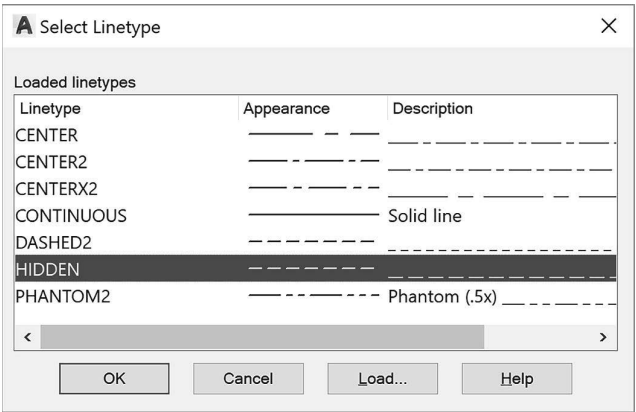 Select Linetype
Loaded linetypes
Linetype Appearance Description
CENTER
CENTER2
CENTERX2
CONTINUOUS Solid line
DASHED2
HIDDEN
PHANTOM2 Phantom (.5x)
OK Cancel Load... Help